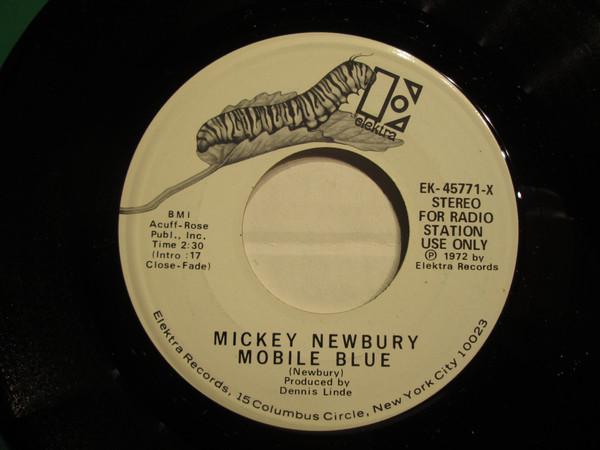 elektra
EK-45771-X
STEREO
FOR RADIO
STATION
USE ONLY
℗ 1972 by
Elektra Records
BMI
Acuff-Rose
Publ., Inc.
Time 2:30
(Intro :17
Close-Fade)
MICKEY NEWBURY
MOBILE BLUE
(Newbury)
Produced by
Dennis Linde
Elektra Records, 15 Columbus Circle, New York City 10023